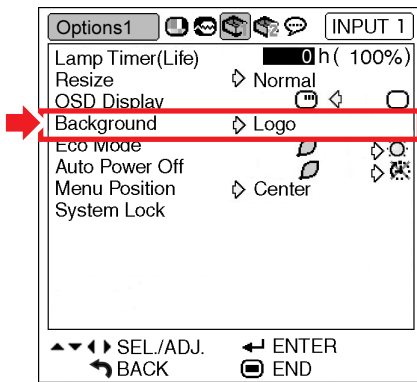 Options1 INPUT 1
Lamp Timer(Life) 0 h( 100%)
Resize Normal
OSD Display
Background Logo
Eco Mode
Auto Power Off
Menu Position Center
System Lock
SEL./ADJ. ENTER
BACK END